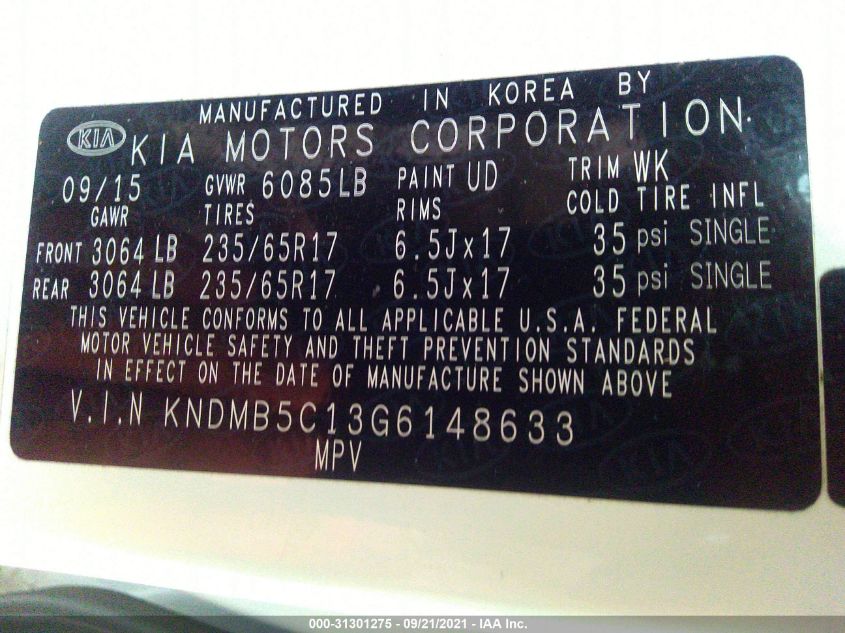 MANUFACTURED IN KOREA BY
KIA KIA MOTORS CORPORATION
09/15 GVWR 6085LB PAINT UD TRIM WK
GAWR TIRES RIMS COLD TIRE INFL
FRONT 3064 LB 235/65R17 6.5Jx17 35 psi SINGLE
REAR 3064 LB 235/65R17 6.5Jx17 35 psi SINGLE
THIS VEHICLE CONFORMS TO ALL APPLICABLE U.S.A. FEDERAL
MOTOR VEHICLE SAFETY AND THEFT PREVENTION STANDARDS
IN EFFECT ON THE DATE OF MANUFACTURE SHOWN ABOVE
V.I.N KNDMB5C13G6148633
MPV
000-31301275 - 09/21/2021 - IAA Inc.